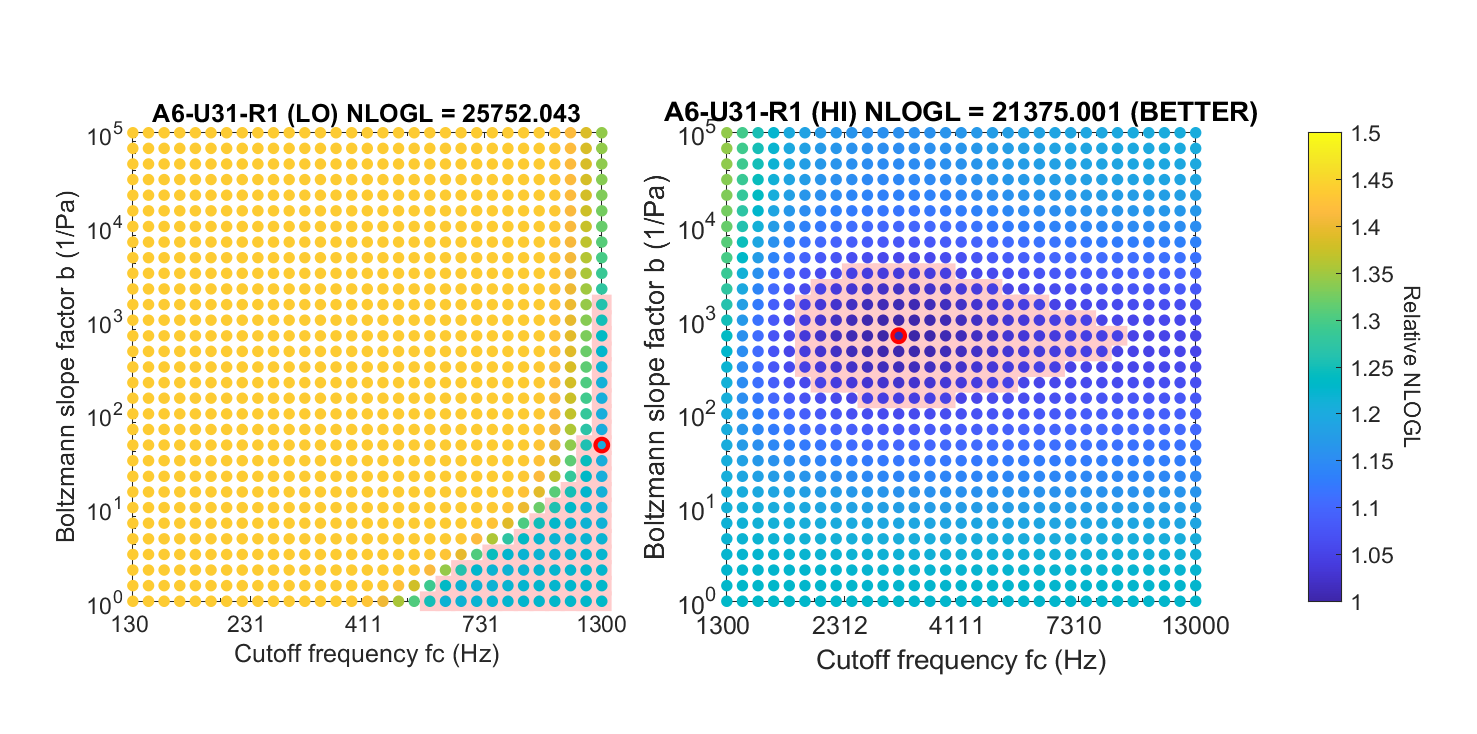 A6-U31-R1 (LO) NLOGL = 25752.043
Boltzmann slope factor b (1/Pa)
10^5
10^4
10^3
10^2
10^1
10^0
130 231 411 731 1300
Cutoff frequency fc (Hz)
A6-U31-R1 (HI) NLOGL = 21375.001 (BETTER)
Boltzmann slope factor b (1/Pa)
10^5
10^4
10^3
10^2
10^1
10^0
1300 2312 4111 7310 13000
Cutoff frequency fc (Hz)
1.5
1.45
1.4
1.35
1.3
1.25
1.2
1.15
1.1
1.05
1
Relative NLOGL